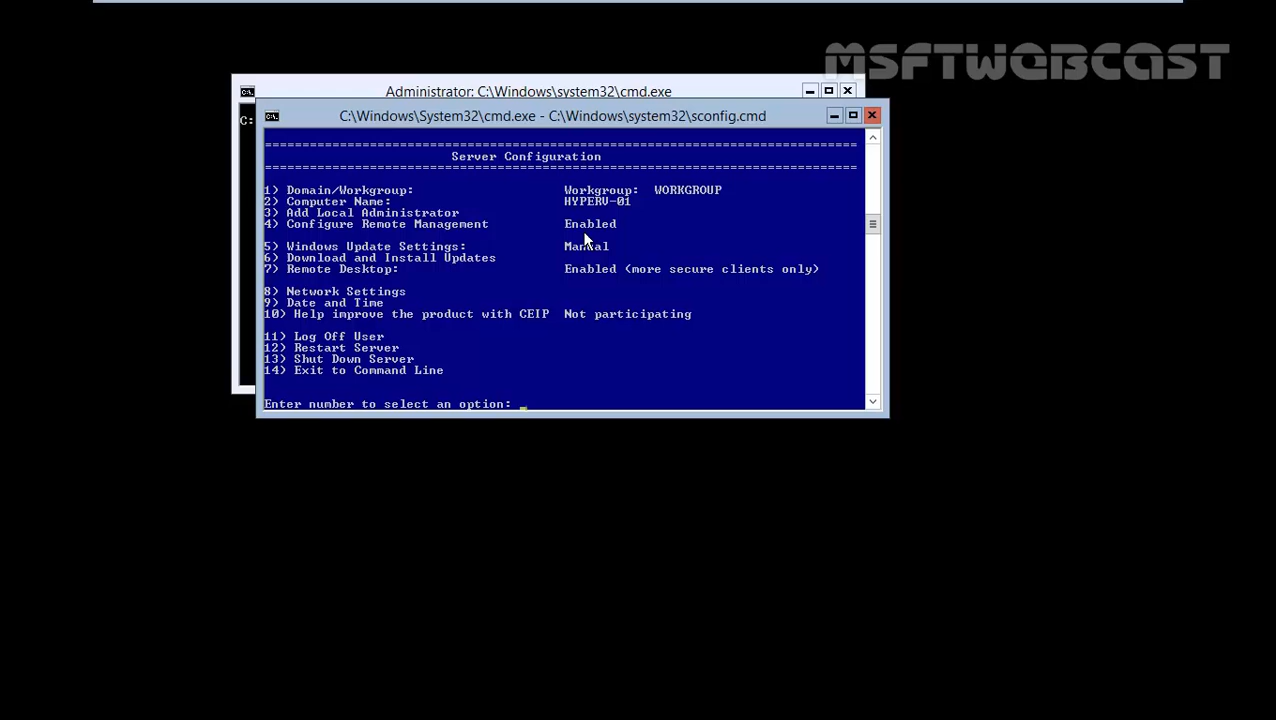 MSFTWEBCAST
Administrator: C:\Windows\system32\cmd.exe
C:\Windows\System32\cmd.exe - C:\Windows\system32\sconfig.cmd
C:
===============================================================================
Server Configuration
===============================================================================
1) Domain/Workgroup: Workgroup: WORKGROUP
2) Computer Name: HYPERV-01
3) Add Local Administrator
4) Configure Remote Management Enabled
5) Windows Update Settings: Manual
6) Download and Install Updates
7) Remote Desktop: Enabled (more secure clients only)
8) Network Settings
9) Date and Time
10) Help improve the product with CEIP Not participating
11) Log Off User
12) Restart Server
13) Shut Down Server
14) Exit to Command Line
Enter number to select an option: _